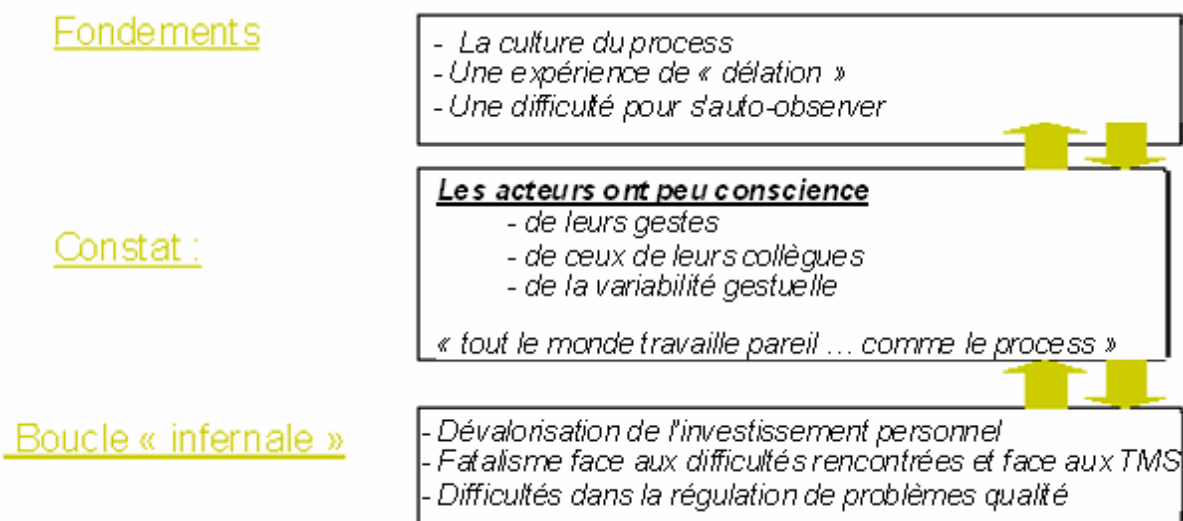 Fondements
- La culture du process
- Une expérience de « délation »
- Une difficulté pour s'auto-observer
Constat :
Les acteurs ont peu conscience
- de leurs gestes
- de ceux de leurs collègues
- de la variabilité gestuelle
« tout le monde travaille pareil ... comme le process »
Boucle « infernale »
- Dévalorisation de l'investissement personnel
- Fatalisme face aux difficultés rencontrées et face aux TMS
- Difficultés dans la régulation de problèmes qualité